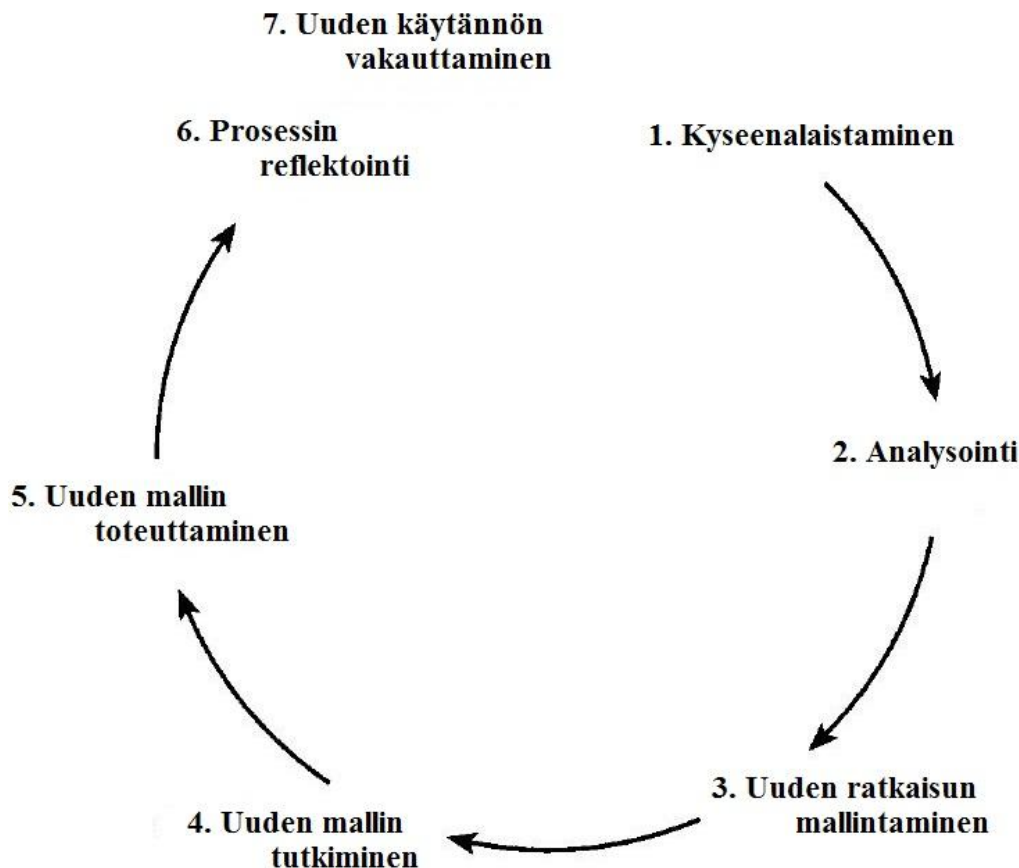 7. Uuden käytännön
vakauttaminen
6. Prosessin
reflektointi
1. Kyseenalaistaminen
2. Analysointi
5. Uuden mallin
toteuttaminen
3. Uuden ratkaisun
mallintaminen
4. Uuden mallin
tutkiminen